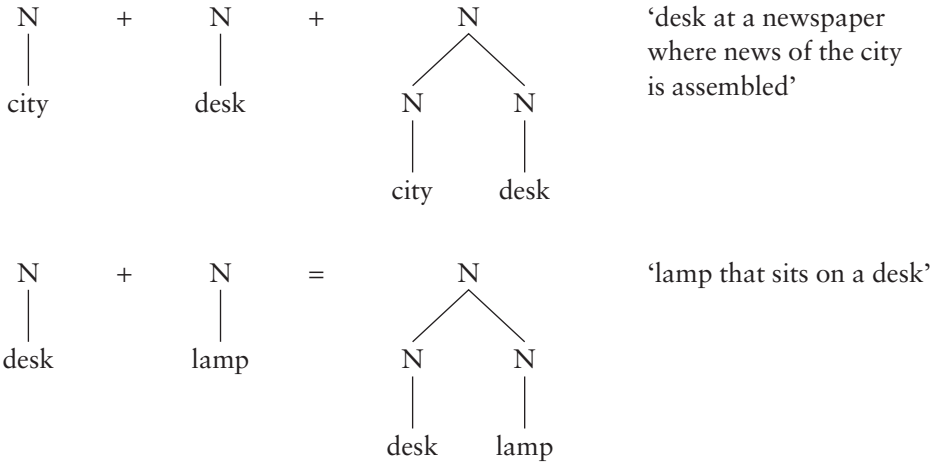 N + N + N ‘desk at a newspaper
where news of the city
is assembled’
city desk N N
city desk
N + N = N ‘lamp that sits on a desk’
desk lamp N N
desk lamp